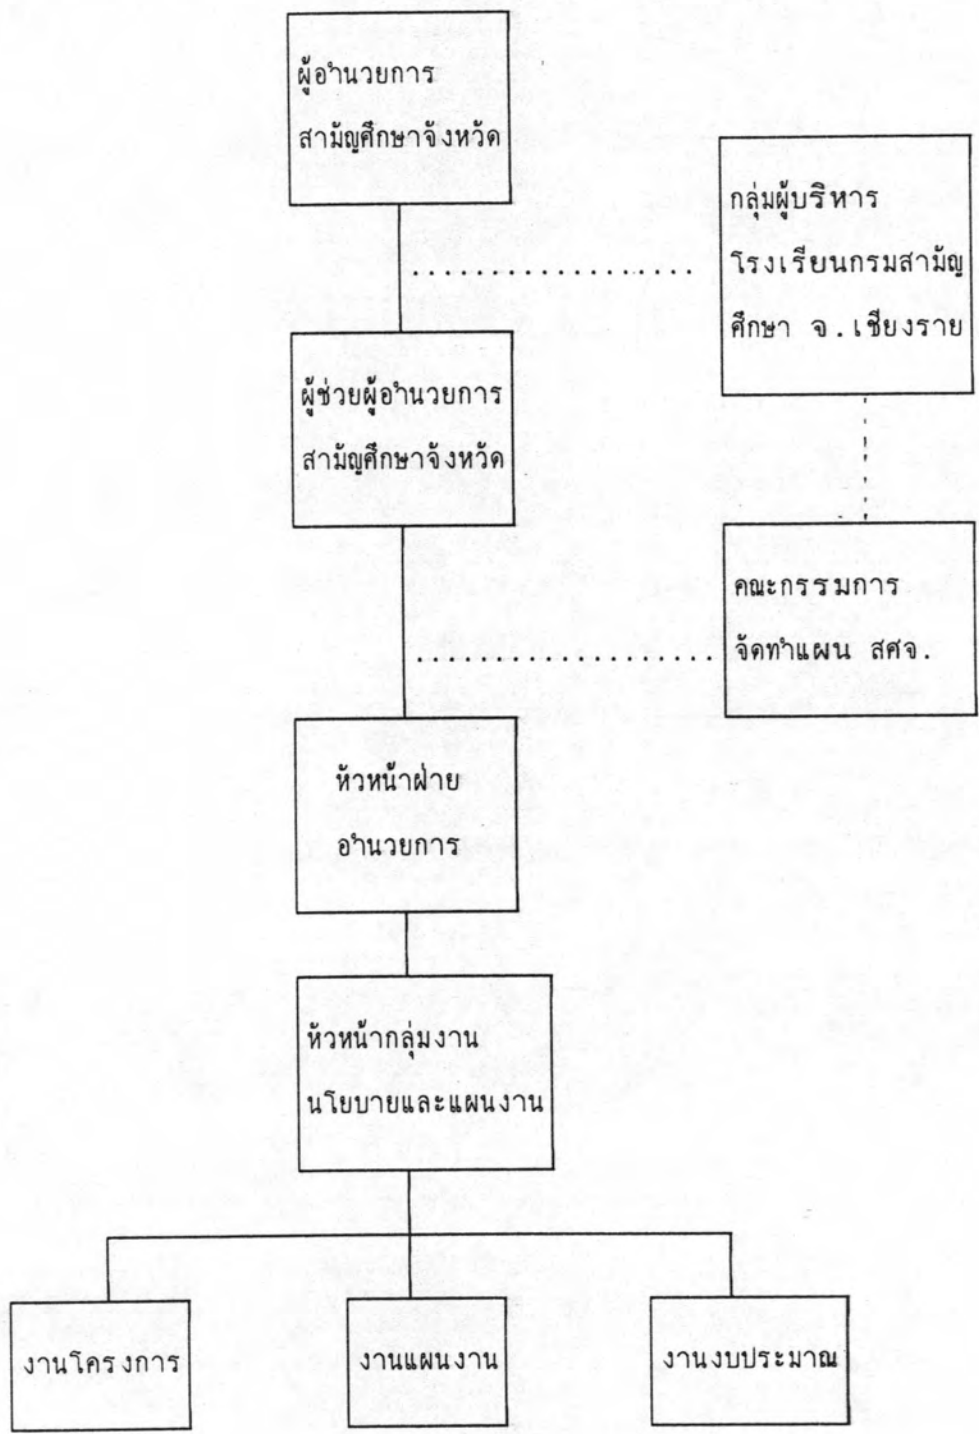 ผู้อำนวยการ
สามัญศึกษาจังหวัด
กลุ่มผู้บริหาร
โรงเรียนกรมสามัญ
ศึกษา จ.เชียงราย
ผู้ช่วยผู้อำนวยการ
สามัญศึกษาจังหวัด
คณะกรรมการ
จัดทำแผน สศจ.
หัวหน้าฝ่าย
อำนวยการ
หัวหน้ากลุ่มงาน
นโยบายและแผนงาน
งานโครงการ
งานแผนงาน
งานงบประมาณ